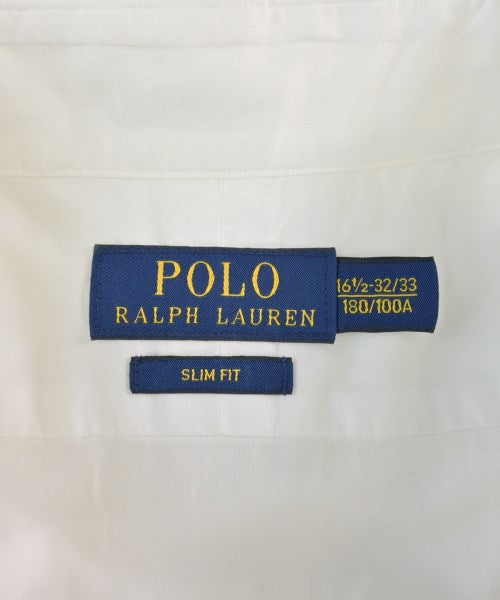 POLO
RALPH LAUREN
16½-32/33
180/100A
SLIM FIT